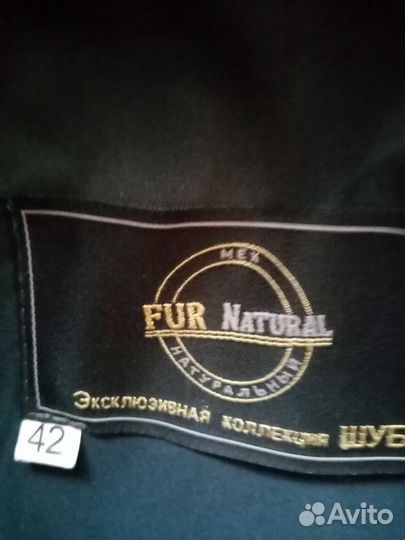 МЕХ
FUR NATURAL
НАТУРАЛЬНЫЙ
ЭКСКЛЮЗИВНАЯ КОЛЛЕКЦИЯ ШУБ
42
Avito